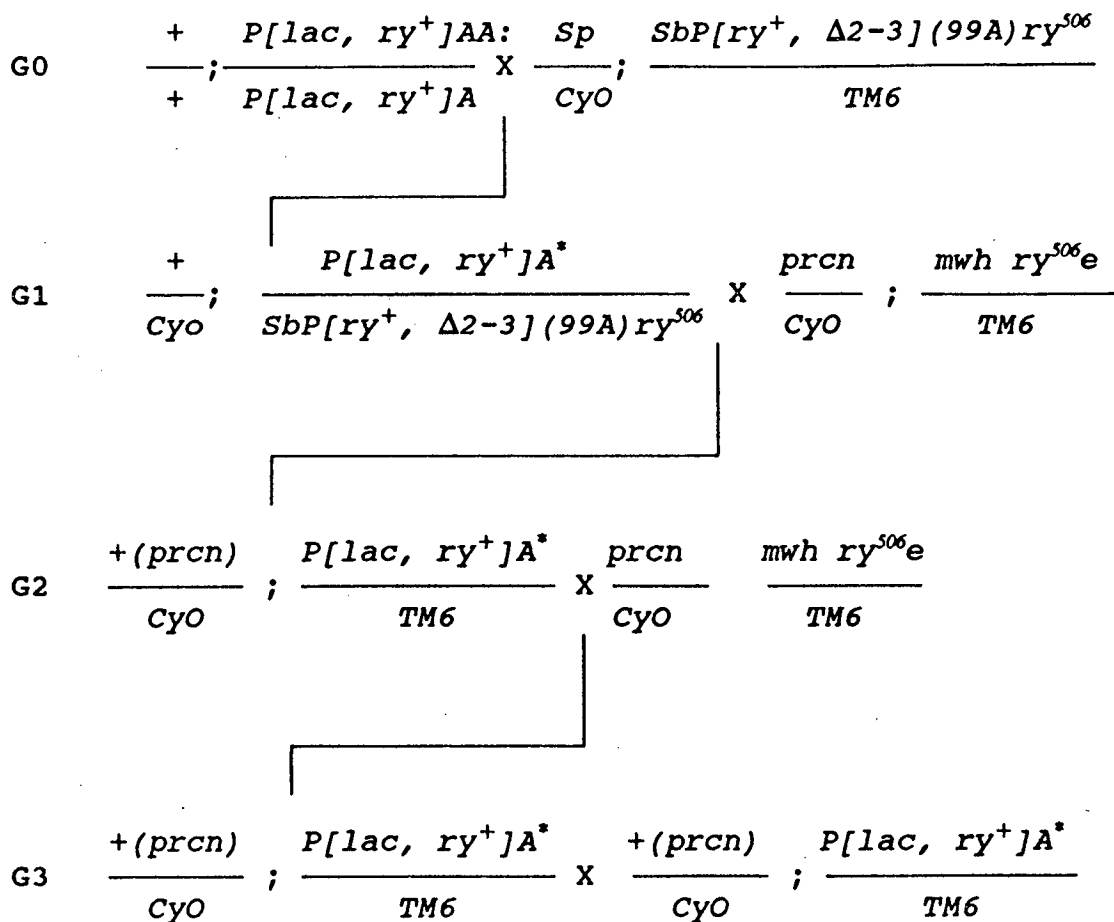 + P[lac, ry⁺]AA: Sp SbP[ry⁺, Δ2-3](99A)ry⁵⁰⁶
G0 ; X ;
+ P[lac, ry⁺]A CyO TM6
+ P[lac, ry⁺]A* prcn mwh ry⁵⁰⁶e
G1 ; X ;
Cyo SbP[ry⁺, Δ2-3](99A)ry⁵⁰⁶ CyO TM6
+(prcn) P[lac, ry⁺]A* prcn mwh ry⁵⁰⁶e
G2 ; X
CyO TM6 CyO TM6
+(prcn) P[lac, ry⁺]A* +(prcn) P[lac, ry⁺]A*
G3 ; X ;
CyO TM6 CyO TM6